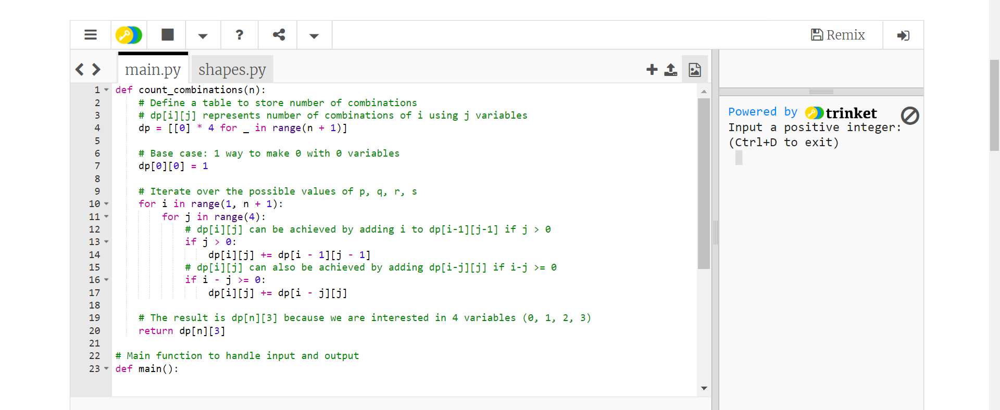 ? Remix
main.py shapes.py
1 def count_combinations(n):
2 # Define a table to store number of combinations
3 # dp[i][j] represents number of combinations of i using j variables
4 dp = [[0] * 4 for _ in range(n + 1)]
5
6 # Base case: 1 way to make 0 with 0 variables
7 dp[0][0] = 1
8
9 # Iterate over the possible values of p, q, r, s
10 for i in range(1, n + 1):
11 for j in range(4):
12 # dp[i][j] can be achieved by adding i to dp[i-1][j-1] if j > 0
13 if j > 0:
14 dp[i][j] += dp[i - 1][j - 1]
15 # dp[i][j] can also be achieved by adding dp[i-j][j] if i-j >= 0
16 if i - j >= 0:
17 dp[i][j] += dp[i - j][j]
18
19 # The result is dp[n][3] because we are interested in 4 variables (0, 1, 2, 3)
20 return dp[n][3]
21
22 # Main function to handle input and output
23 def main():
Powered by trinket
Input a positive integer:
(Ctrl+D to exit)